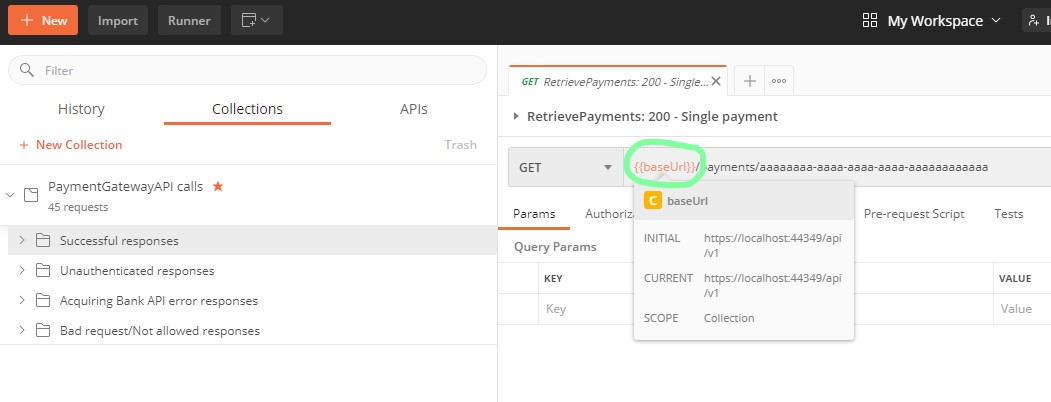 + New Import Runner My Workspace
Filter
History Collections APIs
+ New Collection Trash
PaymentGatewayAPI calls
45 requests
Successful responses
Unauthenticated responses
Acquiring Bank API error responses
Bad request/Not allowed responses
GET RetrievePayments: 200 - Single...
RetrievePayments: 200 - Single payment
GET {{baseUrl}}/payments/aaaaaaaa-aaaa-aaaa-aaaa-aaaaaaaaaaaa
C baseUrl
Params Authoriz Pre-request Script Tests
INITIAL https://localhost:44349/api
/v1
Query Params
CURRENT https://localhost:44349/api
/v1
KEY VALUE
SCOPE Collection
Key Value